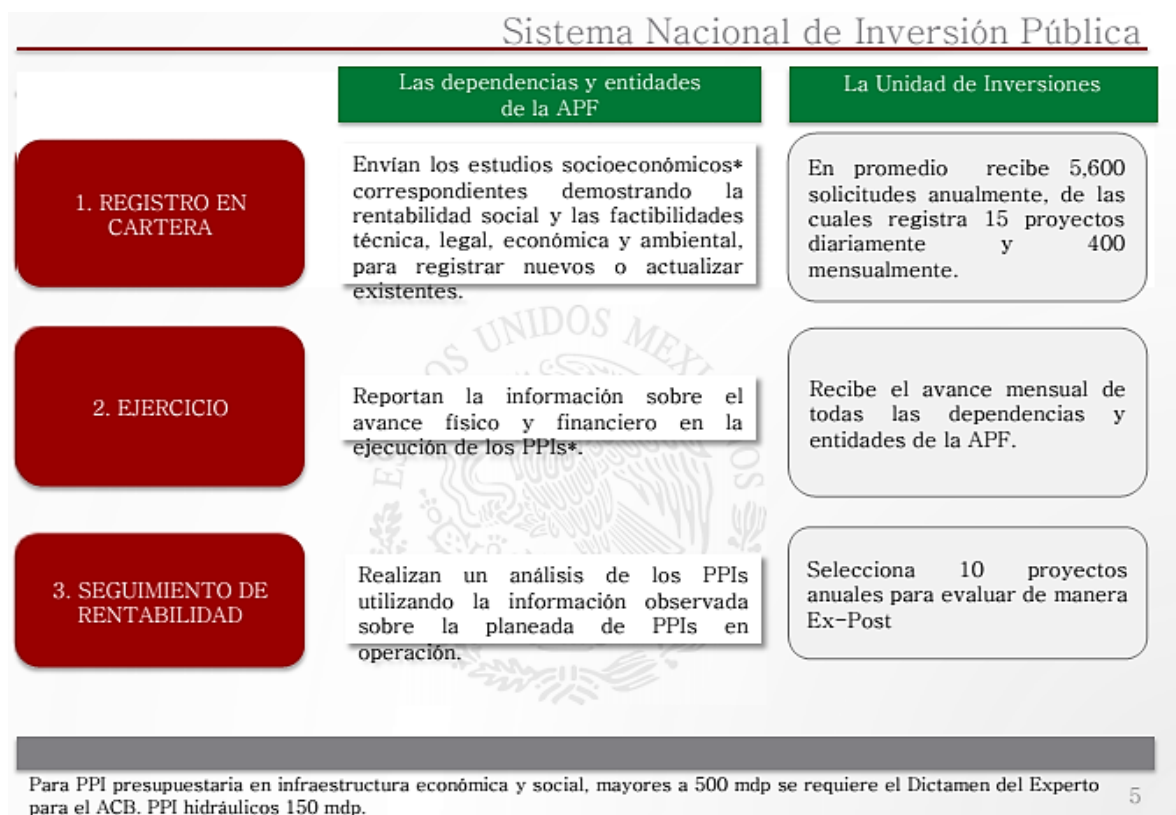 Sistema Nacional de Inversión Pública
Las dependencias y entidades
de la APF
La Unidad de Inversiones
1. REGISTRO EN
CARTERA
Envían los estudios socioeconómicos*
correspondientes demostrando la
rentabilidad social y las factibilidades
técnica, legal, económica y ambiental,
para registrar nuevos o actualizar
existentes.
En promedio recibe 5,600
solicitudes anualmente, de las
cuales registra 15 proyectos
diariamente y 400
mensualmente.
2. EJERCICIO
Reportan la información sobre el
avance físico y financiero en la
ejecución de los PPIs*.
Recibe el avance mensual de
todas las dependencias y
entidades de la APF.
3. SEGUIMIENTO DE
RENTABILIDAD
Realizan un análisis de los PPIs
utilizando la información observada
sobre la planeada de PPIs en
operación.
Selecciona 10 proyectos
anuales para evaluar de manera
Ex-Post
Para PPI presupuestaria en infraestructura económica y social, mayores a 500 mdp se requiere el Dictamen del Experto
para el ACB. PPI hidráulicos 150 mdp.
5